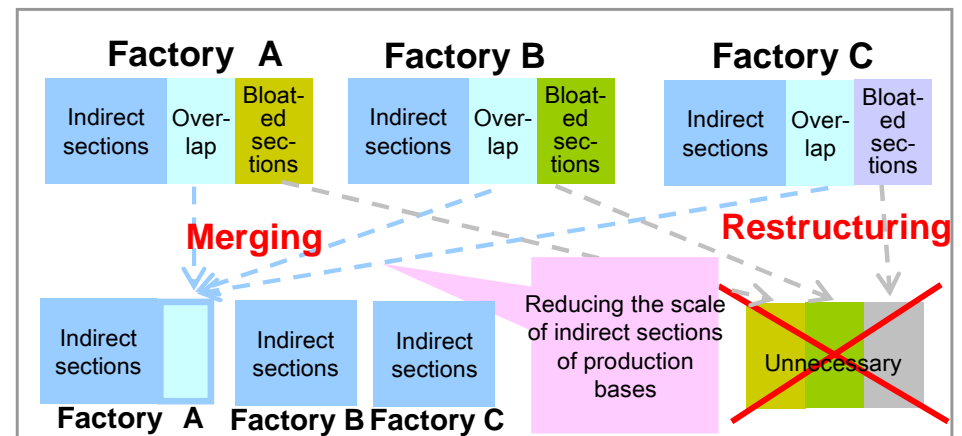 Factory A
Factory B
Factory C
Indirect
sections
Over-
lap
Bloat-
ed
sec-
tions
Indirect
sections
Over-
lap
Bloat-
ed
sec-
tions
Indirect
sections
Over-
lap
Bloat-
ed
sec-
tions
Merging
Restructuring
Indirect
sections
Indirect
sections
Indirect
sections
Reducing the scale
of indirect sections
of production
bases
Unnecessary
Factory A
Factory B
Factory C